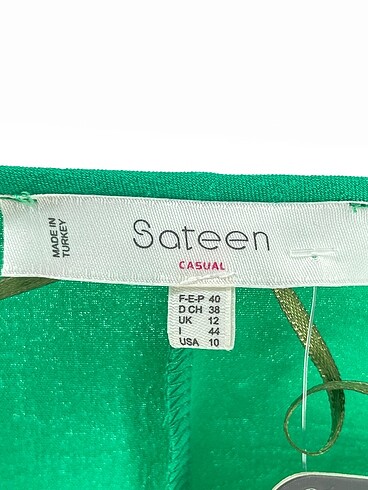 MADE IN
TURKEY
Sateen
CASUAL
F-E-P 40
D CH 38
UK 12
I 44
USA 10